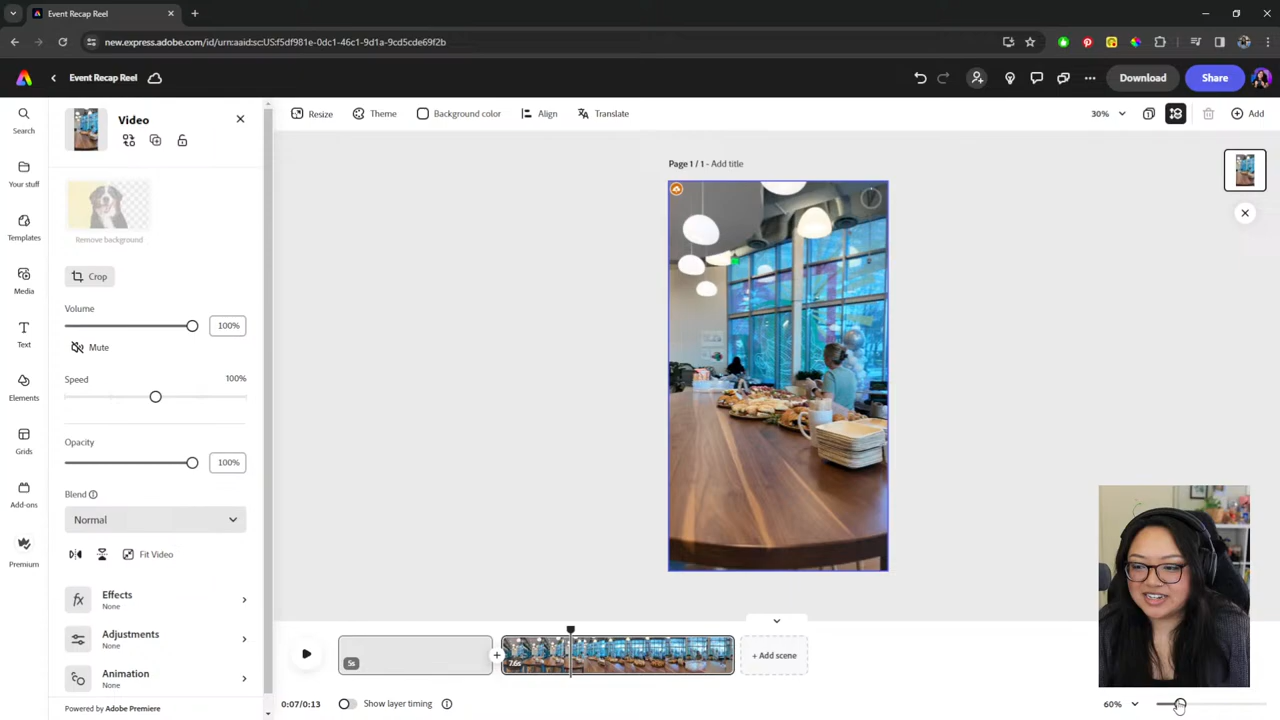 Event Recap Reel
new.express.adobe.com/id/urn:aaid:sc:US:f5df981e-0dc1-46c1-9d1a-9cd5cde69f2b
Event Recap Reel
Download
Share
Search
Your stuff
Templates
Media
Text
Elements
Grids
Add-ons
Premium
Video
Remove background
Crop
Volume
100%
Mute
Speed
100%
Opacity
100%
Blend
Normal
Fit Video
fx
Effects
None
Adjustments
None
Animation
None
Powered by Adobe Premiere
Resize
Theme
Background color
Align
Translate
30%
Add
Page 1 / 1 - Add title
5s
7.6s
+ Add scene
0:07/0:13
Show layer timing
60%